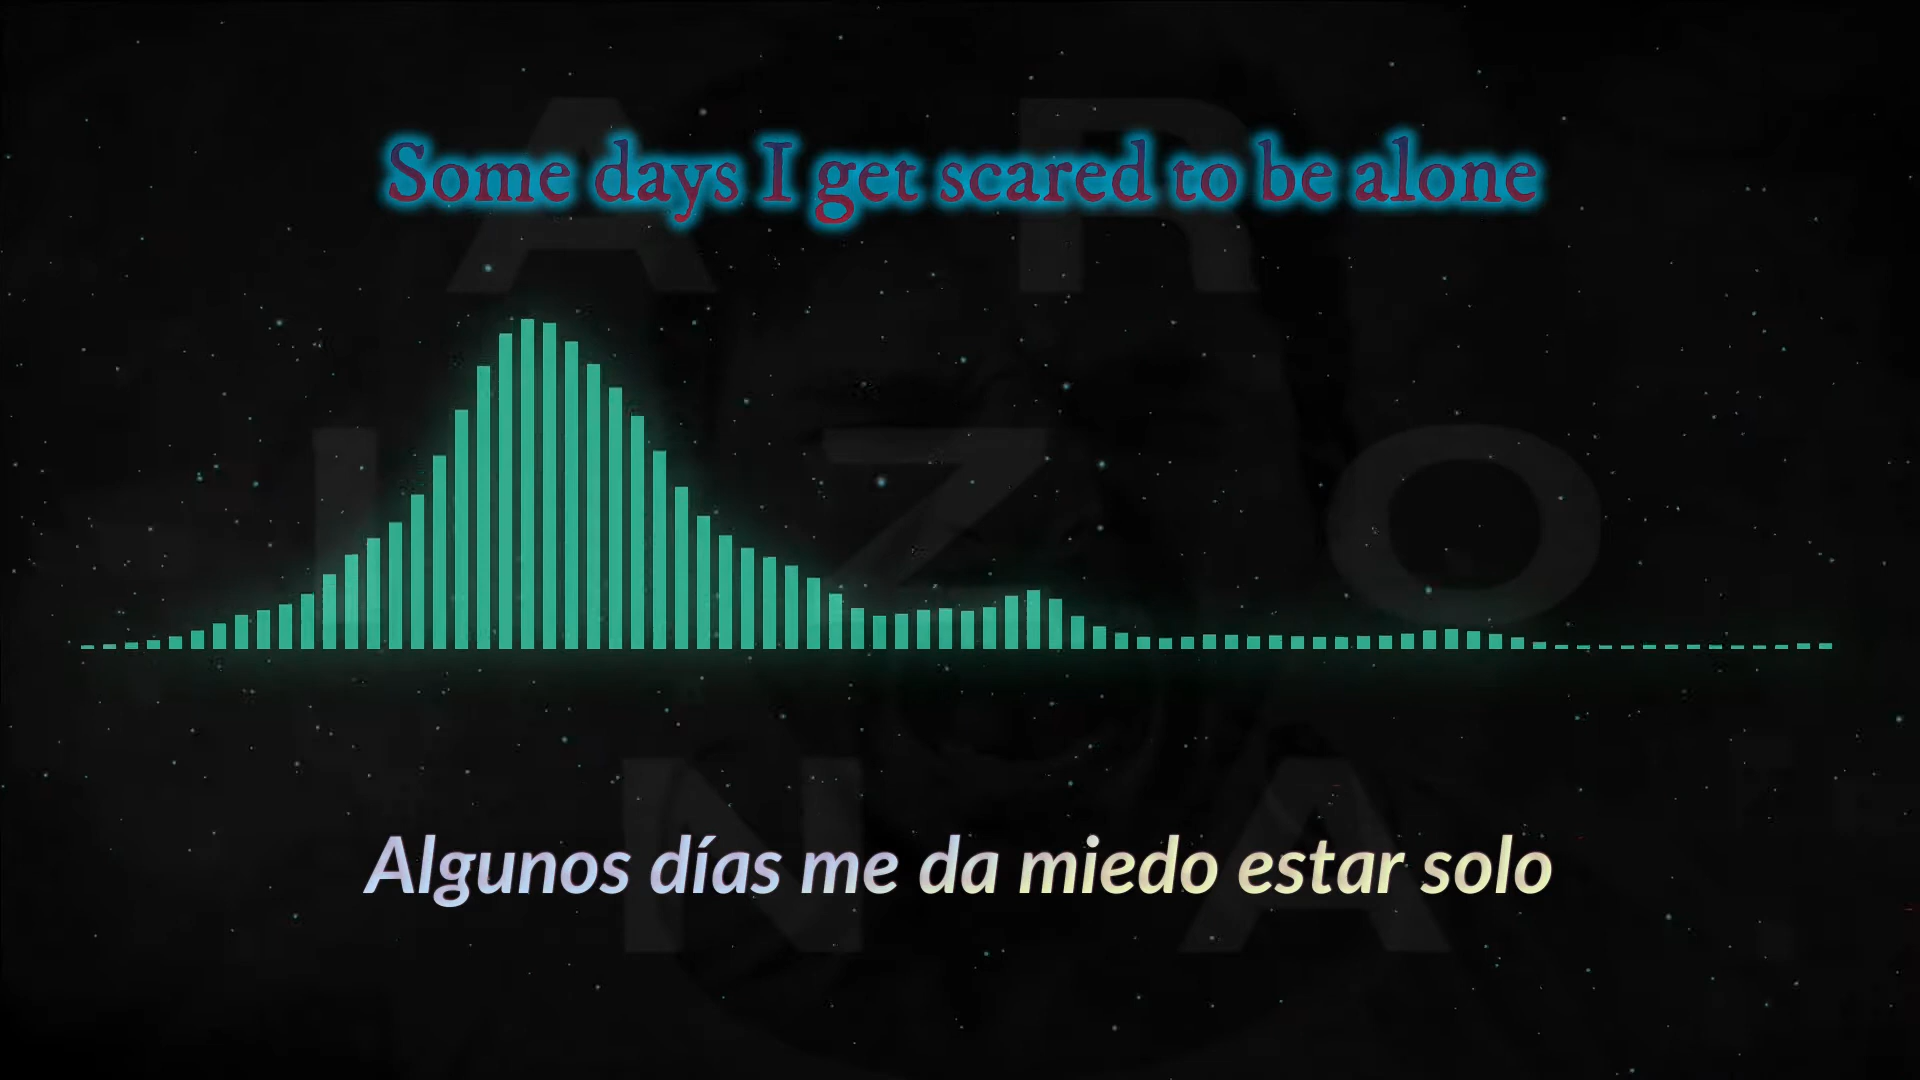 Some days I get scared to be alone
A R
I Z O
N A
Algunos días me da miedo estar solo